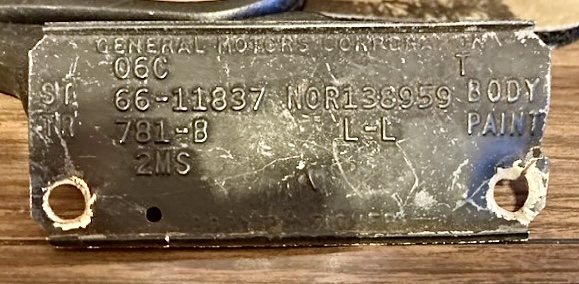 GENERAL MOTORS CORPORATION
06C T
ST 66-11837 NOR138959 BODY
TR 781-B L-L PAINT
2MS